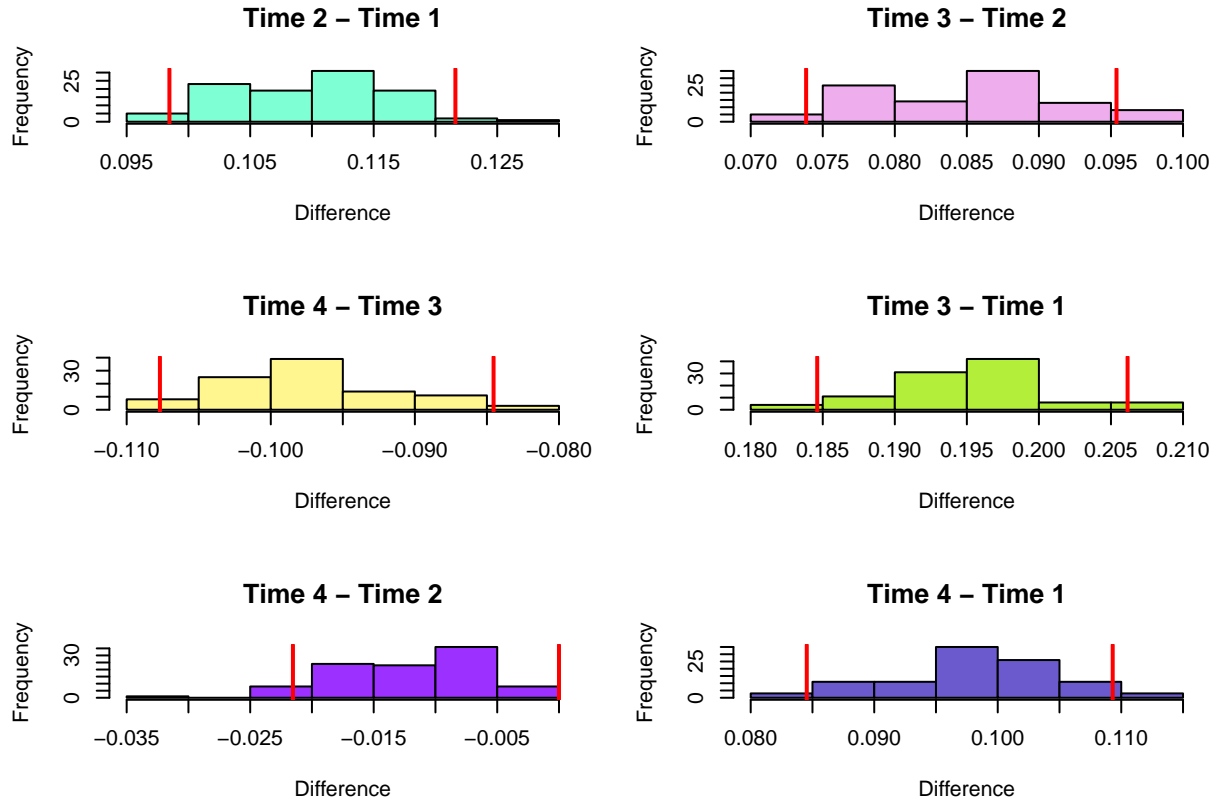 Time 2 – Time 1
Frequency
0 25
0.095 0.105 0.115 0.125
Difference
Time 3 – Time 2
Frequency
0 25
0.070 0.075 0.080 0.085 0.090 0.095 0.100
Difference
Time 4 – Time 3
Frequency
0 30
−0.110 −0.100 −0.090 −0.080
Difference
Time 3 – Time 1
Frequency
0 30
0.180 0.185 0.190 0.195 0.200 0.205 0.210
Difference
Time 4 – Time 2
Frequency
0 30
−0.035 −0.025 −0.015 −0.005
Difference
Time 4 – Time 1
Frequency
0 25
0.080 0.090 0.100 0.110
Difference